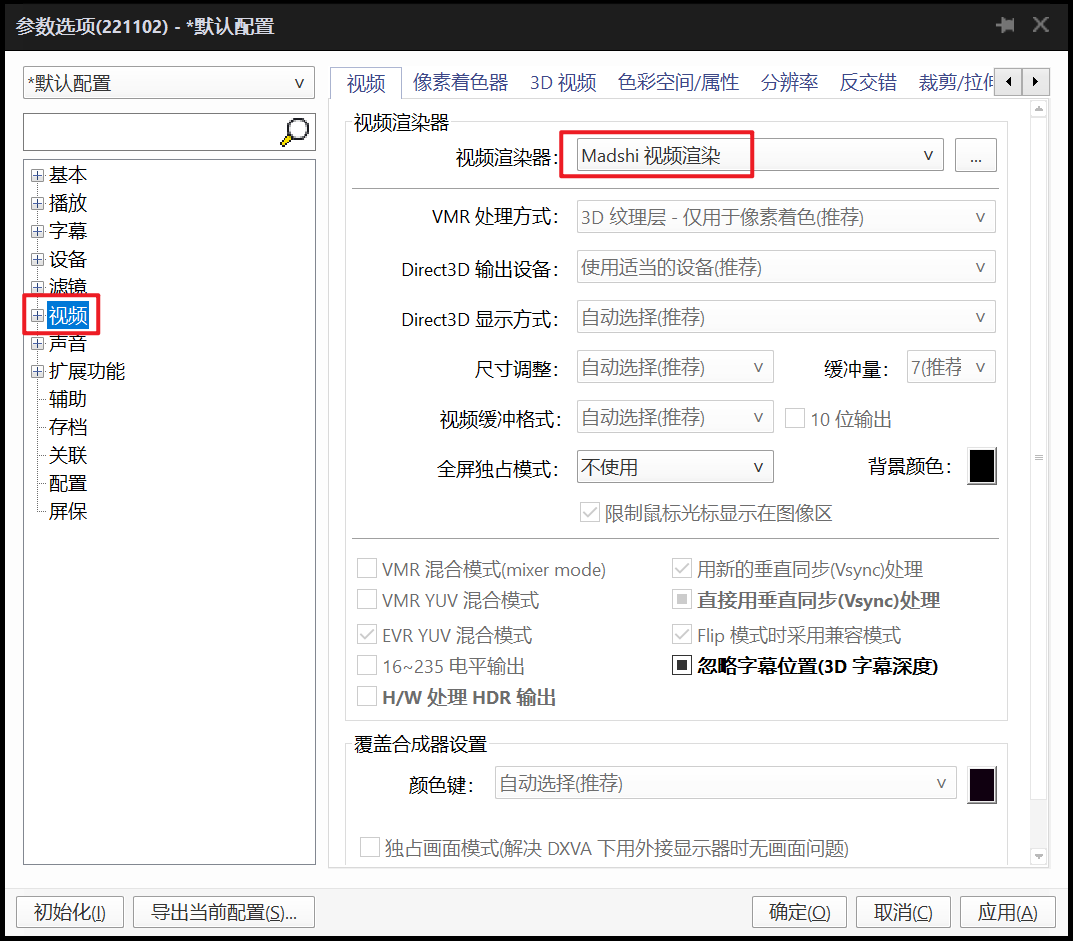 参数选项(221102) - *默认配置
*默认配置
基本
播放
字幕
设备
滤镜
视频
声音
扩展功能
辅助
存档
关联
配置
屏保
视频 像素着色器 3D 视频 色彩空间/属性 分辨率 反交错 裁剪/拉伸
视频渲染器
视频渲染器: Madshi 视频渲染 ...
VMR 处理方式: 3D 纹理层 - 仅用于像素着色(推荐)
Direct3D 输出设备: 使用适当的设备(推荐)
Direct3D 显示方式: 自动选择(推荐)
尺寸调整: 自动选择(推荐) 缓冲量: 7(推荐
视频缓冲格式: 自动选择(推荐) 10 位输出
全屏独占模式: 不使用 背景颜色:
限制鼠标光标显示在图像区
VMR 混合模式(mixer mode) 用新的垂直同步(Vsync)处理
VMR YUV 混合模式 直接用垂直同步(Vsync)处理
EVR YUV 混合模式 Flip 模式时采用兼容模式
16~235 电平输出 忽略字幕位置(3D 字幕深度)
H/W 处理 HDR 输出
覆盖合成器设置
颜色键: 自动选择(推荐)
独占画面模式(解决 DXVA 下用外接显示器时无画面问题)
初始化(I) 导出当前配置(S)... 确定(O) 取消(C) 应用(A)